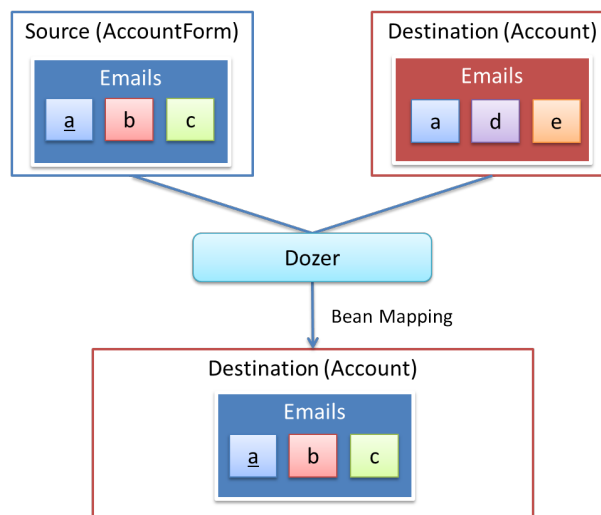 Source (AccountForm)
Emails
a b c
Destination (Account)
Emails
a d e
Dozer
Bean Mapping
Destination (Account)
Emails
a b c